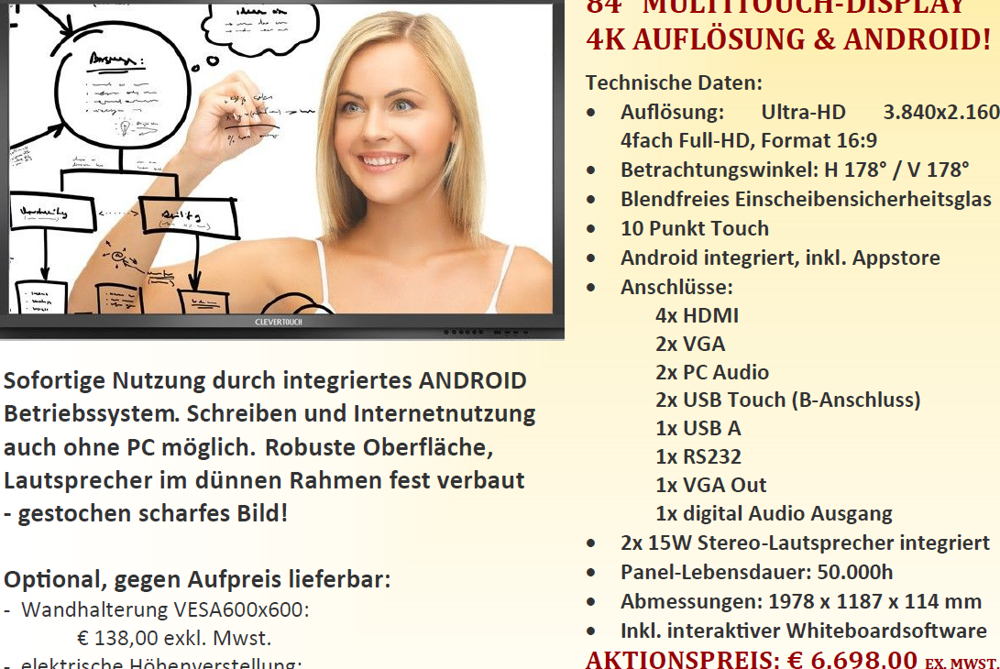 CLEVERTOUCH
Sofortige Nutzung durch integriertes ANDROID
Betriebssystem. Schreiben und Internetnutzung
auch ohne PC möglich. Robuste Oberfläche,
Lautsprecher im dünnen Rahmen fest verbaut
- gestochen scharfes Bild!
Optional, gegen Aufpreis lieferbar:
- Wandhalterung VESA600x600:
€ 138,00 exkl. Mwst.
- elektrische Höhenverstellung:
84" MULTITOUCH-DISPLAY
4K AUFLÖSUNG & ANDROID!
Technische Daten:
• Auflösung: Ultra-HD 3.840x2.160
4fach Full-HD, Format 16:9
• Betrachtungswinkel: H 178° / V 178°
• Blendfreies Einscheibensicherheitsglas
• 10 Punkt Touch
• Android integriert, inkl. Appstore
• Anschlüsse:
4x HDMI
2x VGA
2x PC Audio
2x USB Touch (B-Anschluss)
1x USB A
1x RS232
1x VGA Out
1x digital Audio Ausgang
• 2x 15W Stereo-Lautsprecher integriert
• Panel-Lebensdauer: 50.000h
• Abmessungen: 1978 x 1187 x 114 mm
• Inkl. interaktiver Whiteboardsoftware
AKTIONSPREIS: € 6.698,00 EX. MWST.